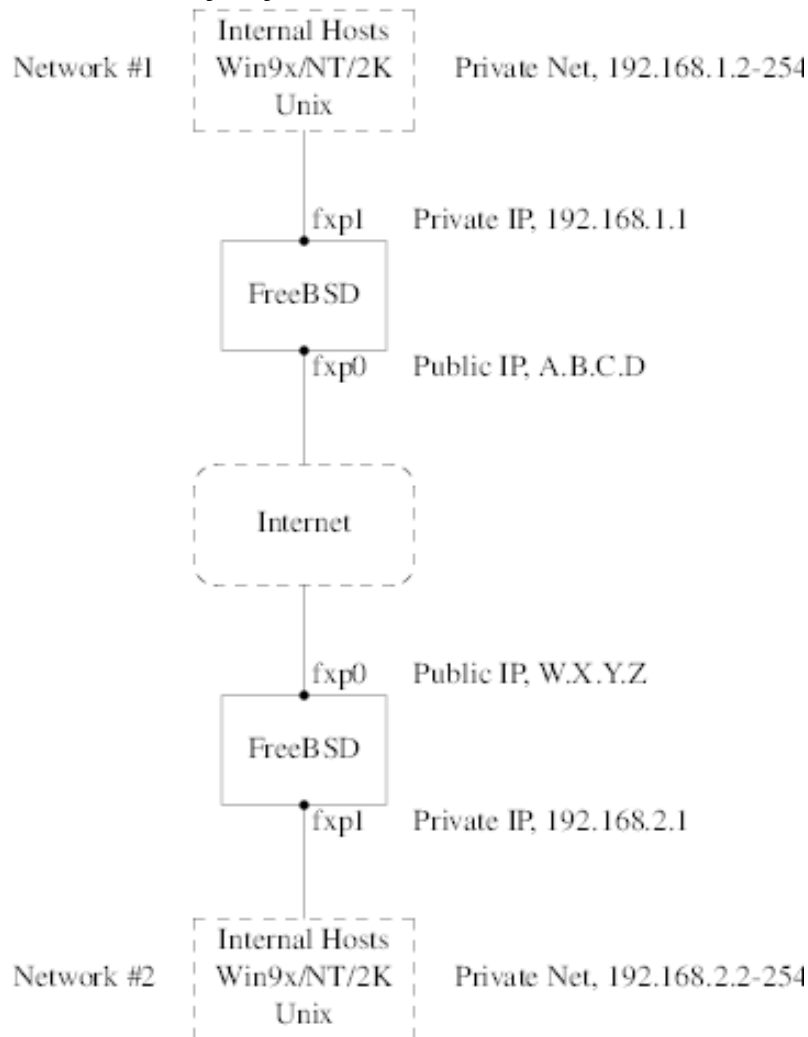 Internal Hosts
Network #1 Win9x/NT/2K Private Net, 192.168.1.2-254
Unix
fxp1 Private IP, 192.168.1.1
FreeBSD
fxp0 Public IP, A.B.C.D
Internet
fxp0 Public IP, W.X.Y.Z
FreeBSD
fxp1 Private IP, 192.168.2.1
Internal Hosts
Network #2 Win9x/NT/2K Private Net, 192.168.2.2-254
Unix